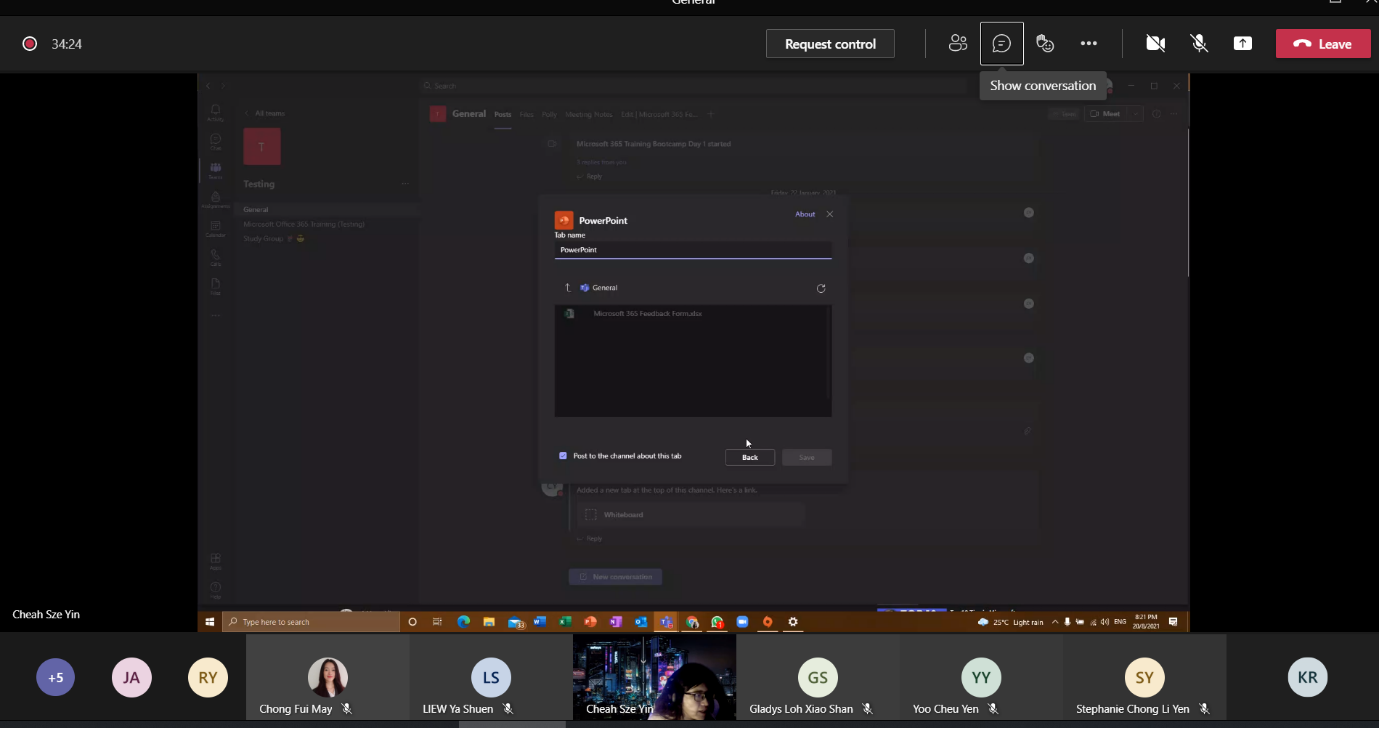 General
34:24
Request control
Leave
Show conversation
Search
All teams
T
Testing
General
Microsoft Office 365 Training (Testing)
Study Group
T
General Posts Files Polly Meeting Notes
Meet
Microsoft 365 Training Bootcamp Day 1 started
Reply
PowerPoint
About
Tab name
PowerPoint
General
Microsoft 365 Feedback Form.xlsx
Post to the channel about this tab
Back
Save
Added a new tab at the top of this channel. Here's a link.
Whiteboard
Reply
New conversation
Cheah Sze Yin
Type here to search
25°C Light rain
ENG
8:21 PM
20/8/2021
+5
JA
RY
Chong Fui May
LS
LIEW Ya Shuen
Cheah Sze Yin
GS
Gladys Loh Xiao Shan
YY
Yoo Cheu Yen
SY
Stephanie Chong Li Yen
KR